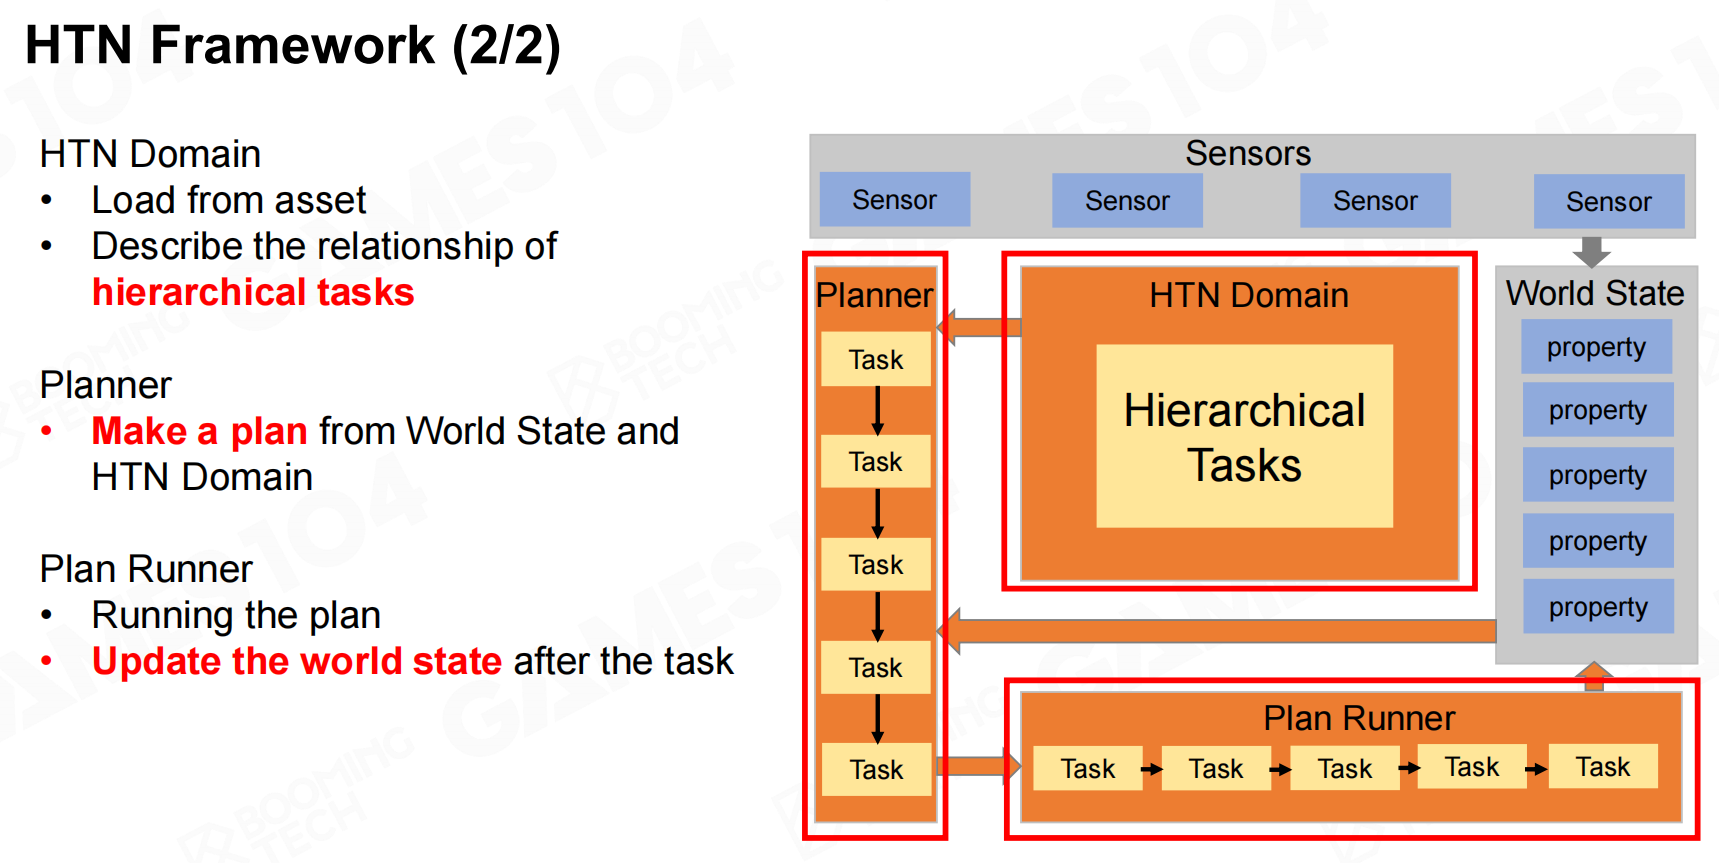 HTN Framework (2/2)
HTN Domain
• Load from asset
• Describe the relationship of
hierarchical tasks
Planner
• Make a plan from World State and
HTN Domain
Plan Runner
• Running the plan
• Update the world state after the task
Sensors
Sensor Sensor Sensor Sensor
Planner
Task
Task
Task
Task
Task
HTN Domain
Hierarchical
Tasks
World State
property
property
property
property
property
Plan Runner
Task Task Task Task Task
GAMES104
BOOMING
TECH